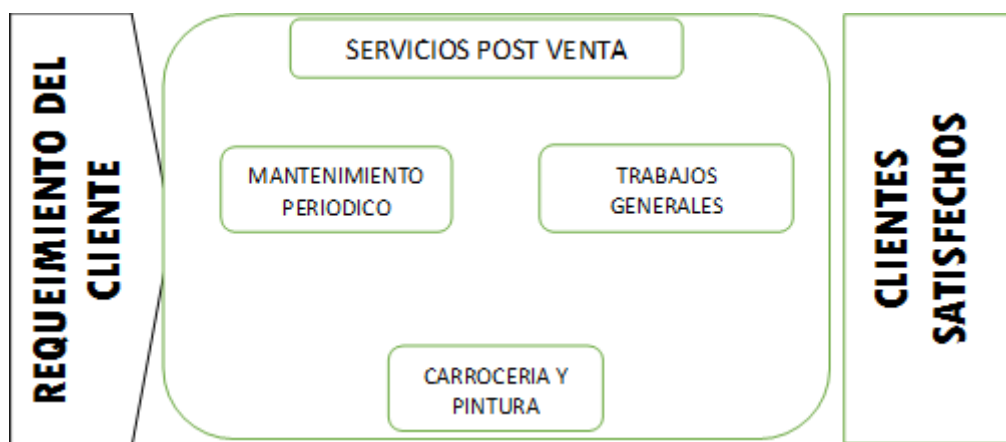 REQUEIMIENTO DEL
CLIENTE
SERVICIOS POST VENTA
MANTENIMIENTO
PERIODICO
TRABAJOS
GENERALES
CARROCERIA Y
PINTURA
CLIENTES
SATISFECHOS